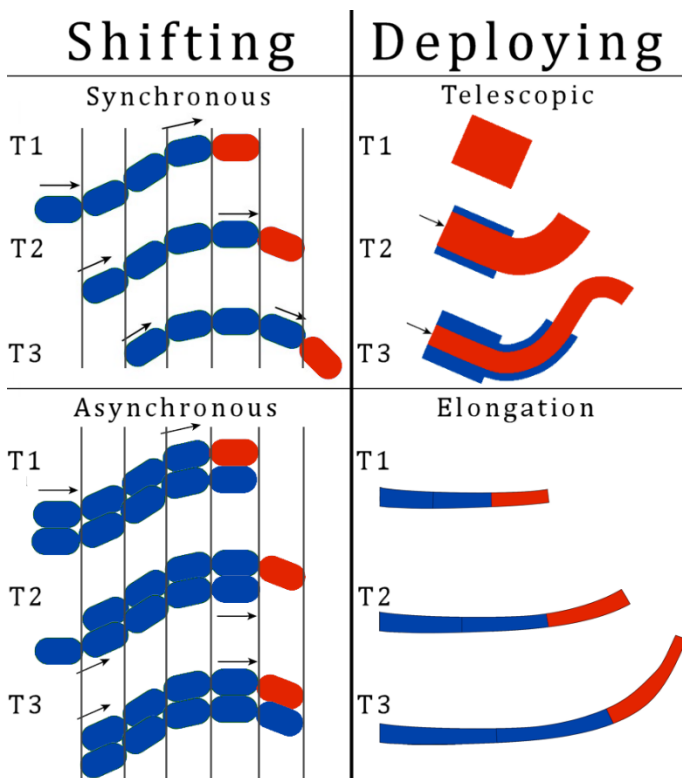 Shifting
Deploying
Synchronous
T1
T2
T3
Telescopic
T1
T2
T3
Asynchronous
T1
T2
T3
Elongation
T1
T2
T3